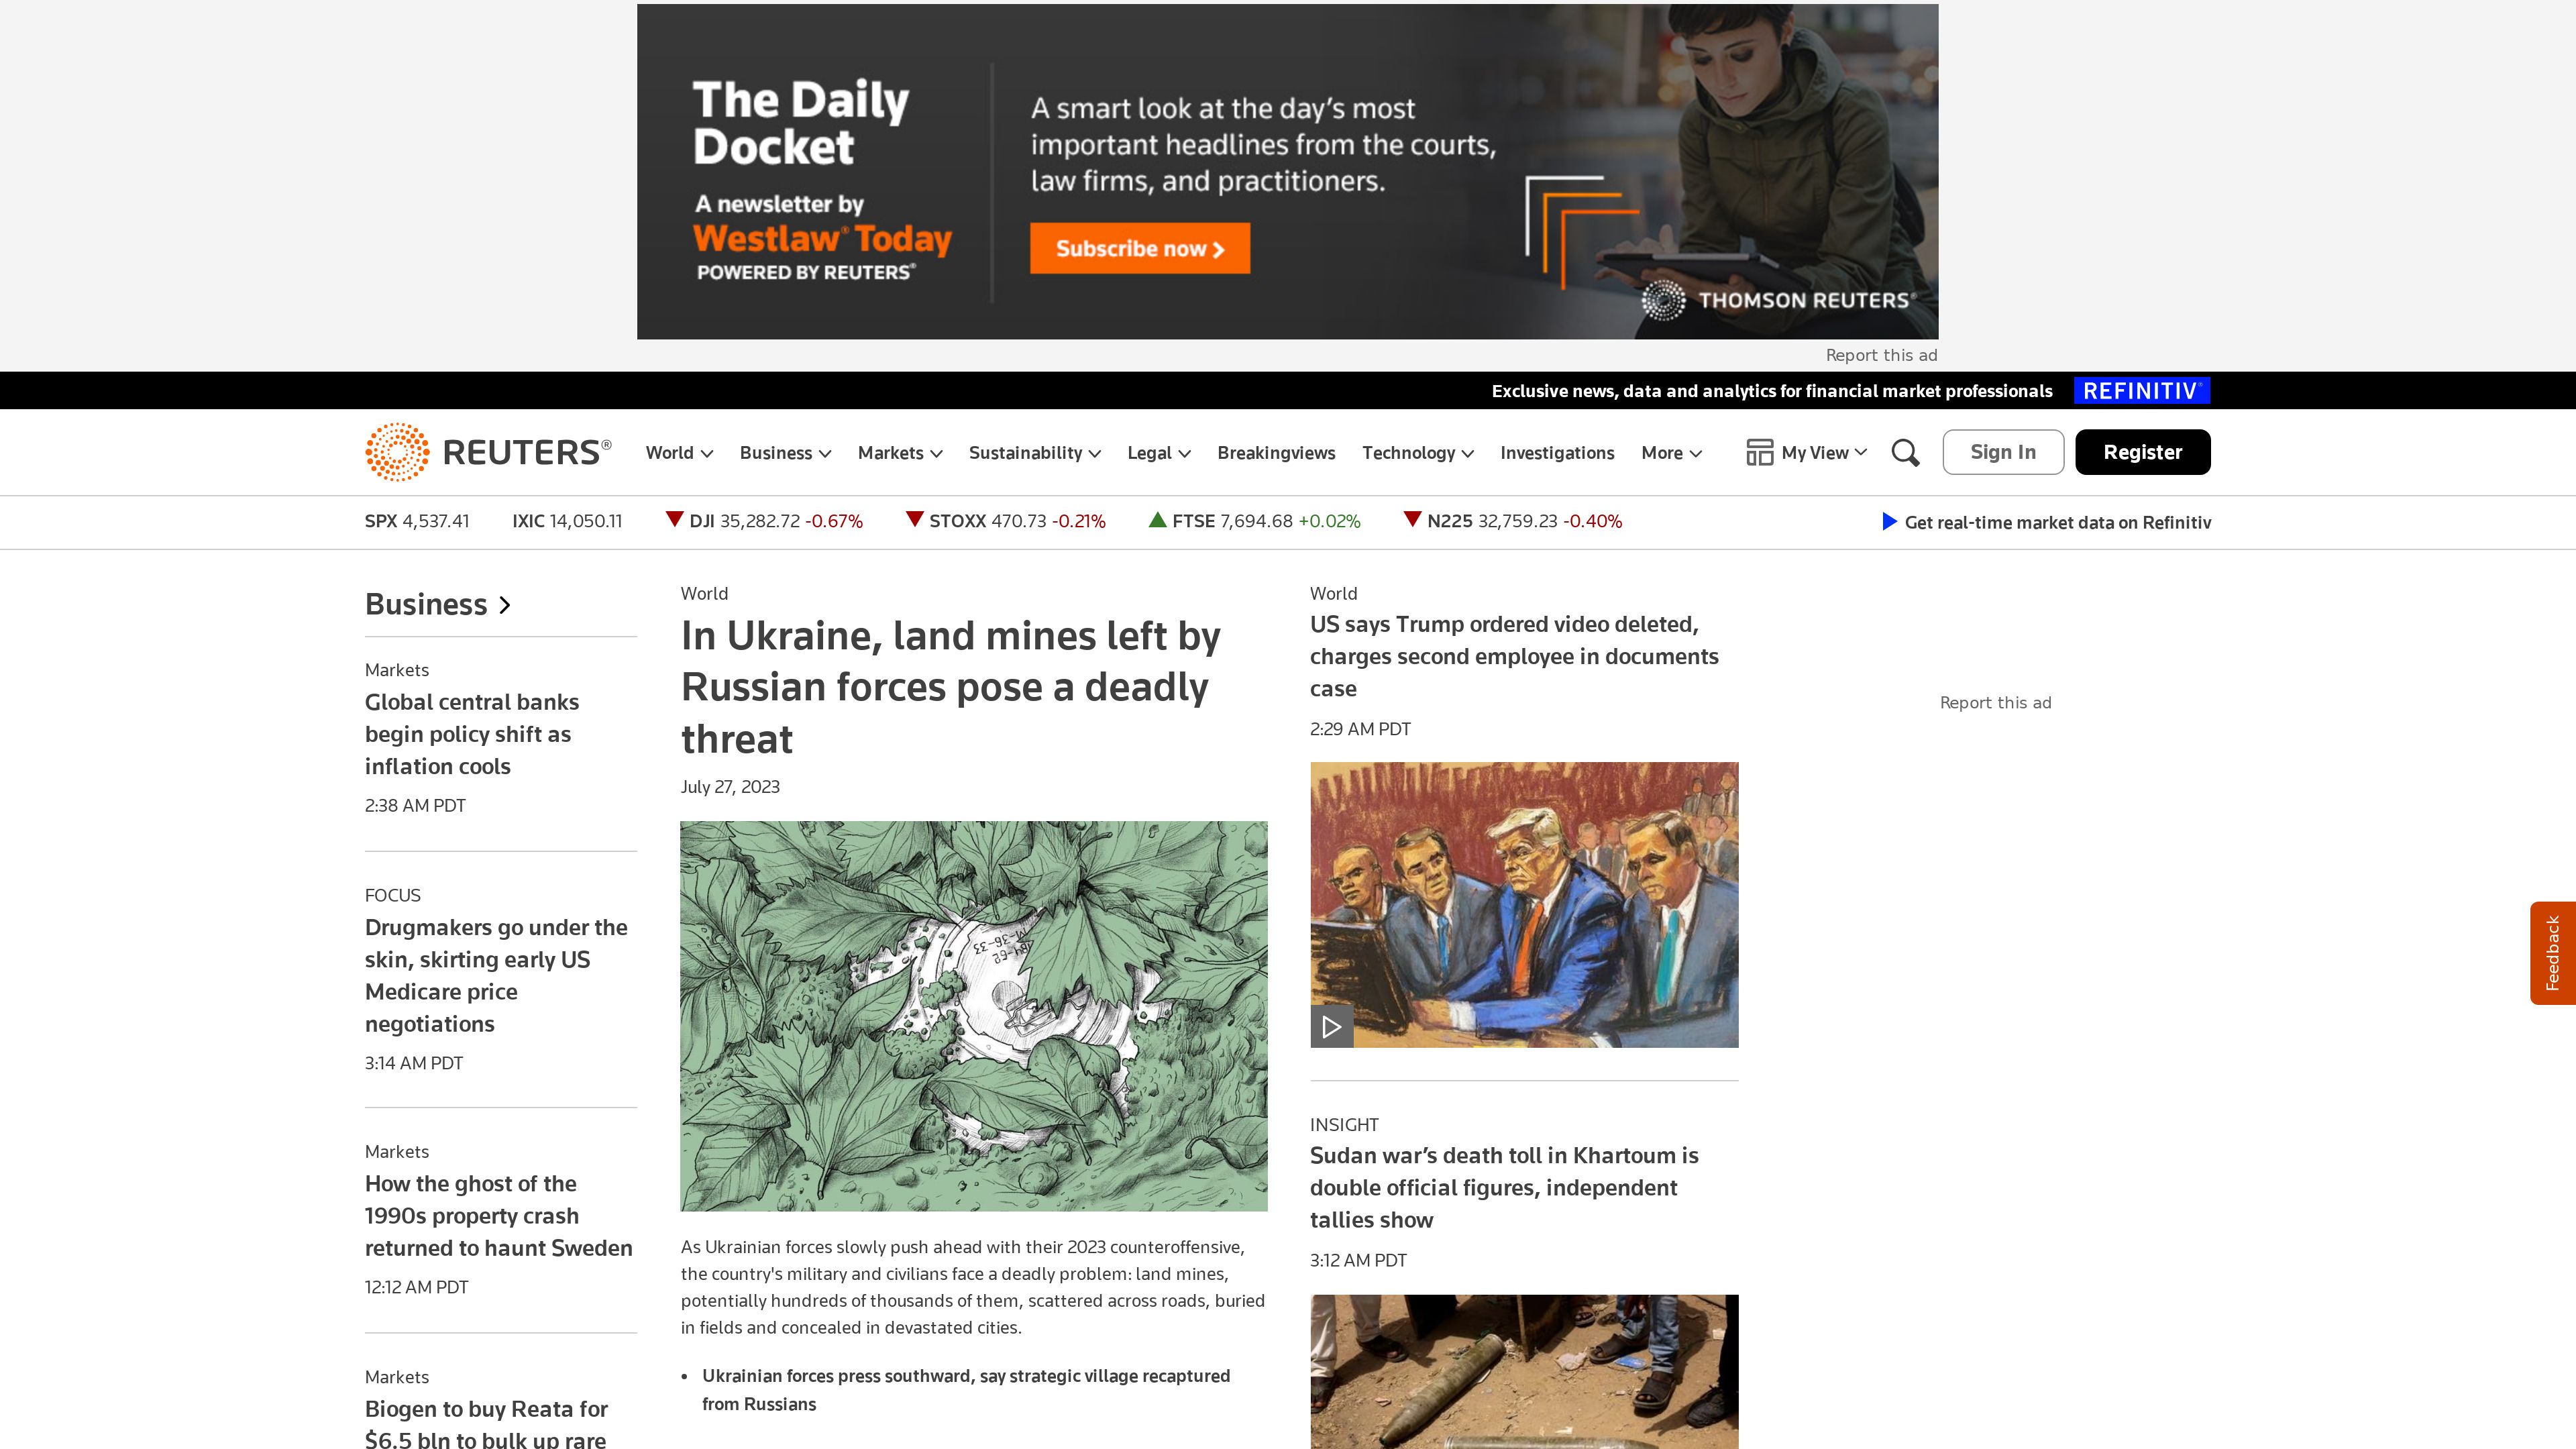 The Daily
Docket
A newsletter by
Westlaw® Today
POWERED BY REUTERS®
A smart look at the day's most
important headlines from the courts,
law firms, and practitioners.
Subscribe now
THOMSON REUTERS®
Report this ad
Exclusive news, data and analytics for financial market professionals
REFINITIV®
REUTERS®
World
Business
Markets
Sustainability
Legal
Breakingviews
Technology
Investigations
More
My View
Sign In
Register
SPX 4,537.41
IXIC 14,050.11
DJI 35,282.72 -0.67%
STOXX 470.73 -0.21%
FTSE 7,694.68 +0.02%
N225 32,759.23 -0.40%
Get real-time market data on Refinitiv
Business
Markets
Global central banks
begin policy shift as
inflation cools
2:38 AM PDT
FOCUS
Drugmakers go under the
skin, skirting early US
Medicare price
negotiations
3:14 AM PDT
Markets
How the ghost of the
1990s property crash
returned to haunt Sweden
12:12 AM PDT
Markets
Biogen to buy Reata for
$6.5 bln to bulk up rare
World
In Ukraine, land mines left by
Russian forces pose a deadly
threat
July 27, 2023
As Ukrainian forces slowly push ahead with their 2023 counteroffensive,
the country's military and civilians face a deadly problem: land mines,
potentially hundreds of thousands of them, scattered across roads, buried
in fields and concealed in devastated cities.
• Ukrainian forces press southward, say strategic village recaptured
from Russians
World
US says Trump ordered video deleted,
charges second employee in documents
case
2:29 AM PDT
INSIGHT
Sudan war’s death toll in Khartoum is
double official figures, independent
tallies show
3:12 AM PDT
Report this ad
Feedback